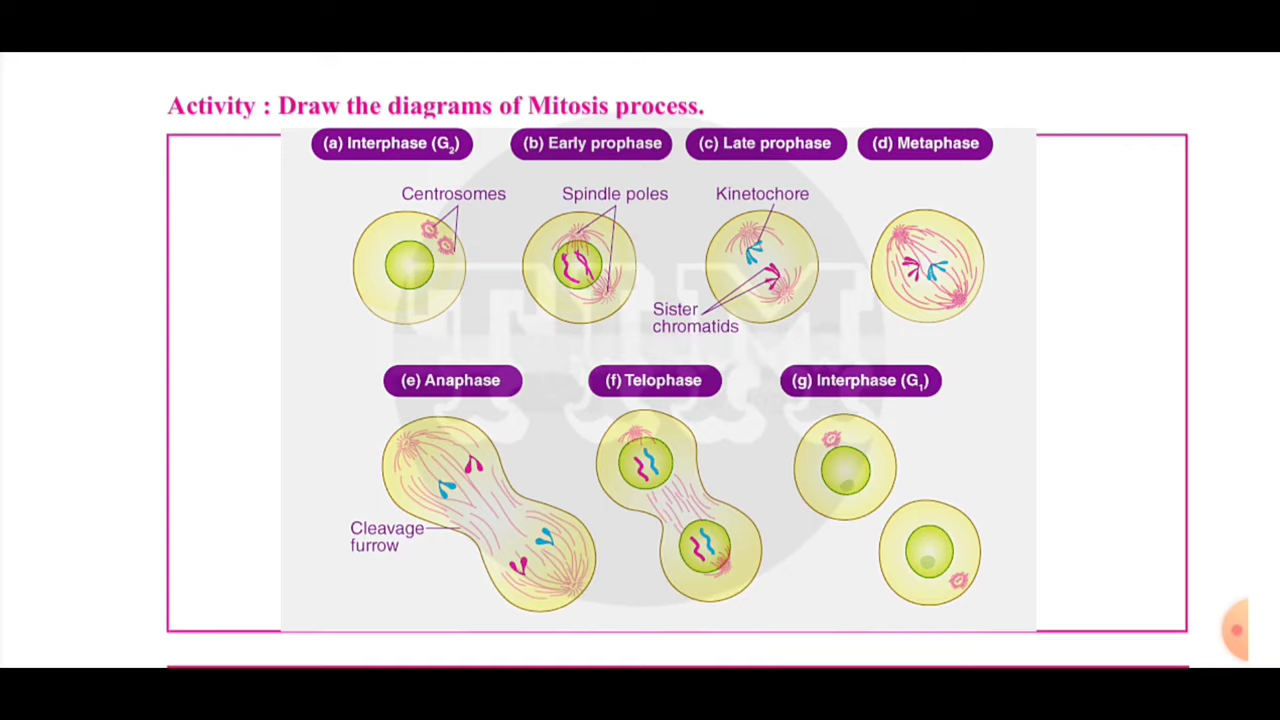 Activity : Draw the diagrams of Mitosis process.
(a) Interphase (G₂)
(b) Early prophase
(c) Late prophase
(d) Metaphase
Centrosomes
Spindle poles
Kinetochore
Sister
chromatids
(e) Anaphase
(f) Telophase
(g) Interphase (G₁)
Cleavage
furrow